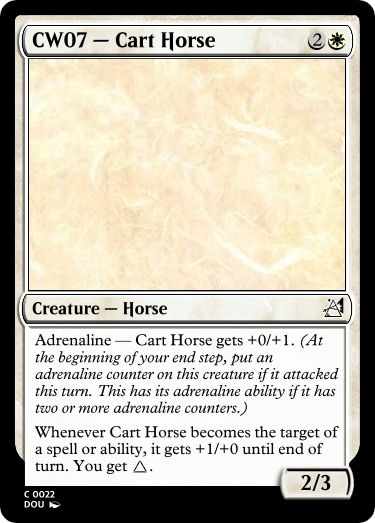 CW07 — Cart Horse
2
Creature — Horse
Adrenaline — Cart Horse gets +0/+1. (At
the beginning of your end step, put an
adrenaline counter on this creature if it attacked
this turn. This has its adrenaline ability if it has
two or more adrenaline counters.)
Whenever Cart Horse becomes the target of
a spell or ability, it gets +1/+0 until end of
turn. You get △.
2/3
C 0022
DOU